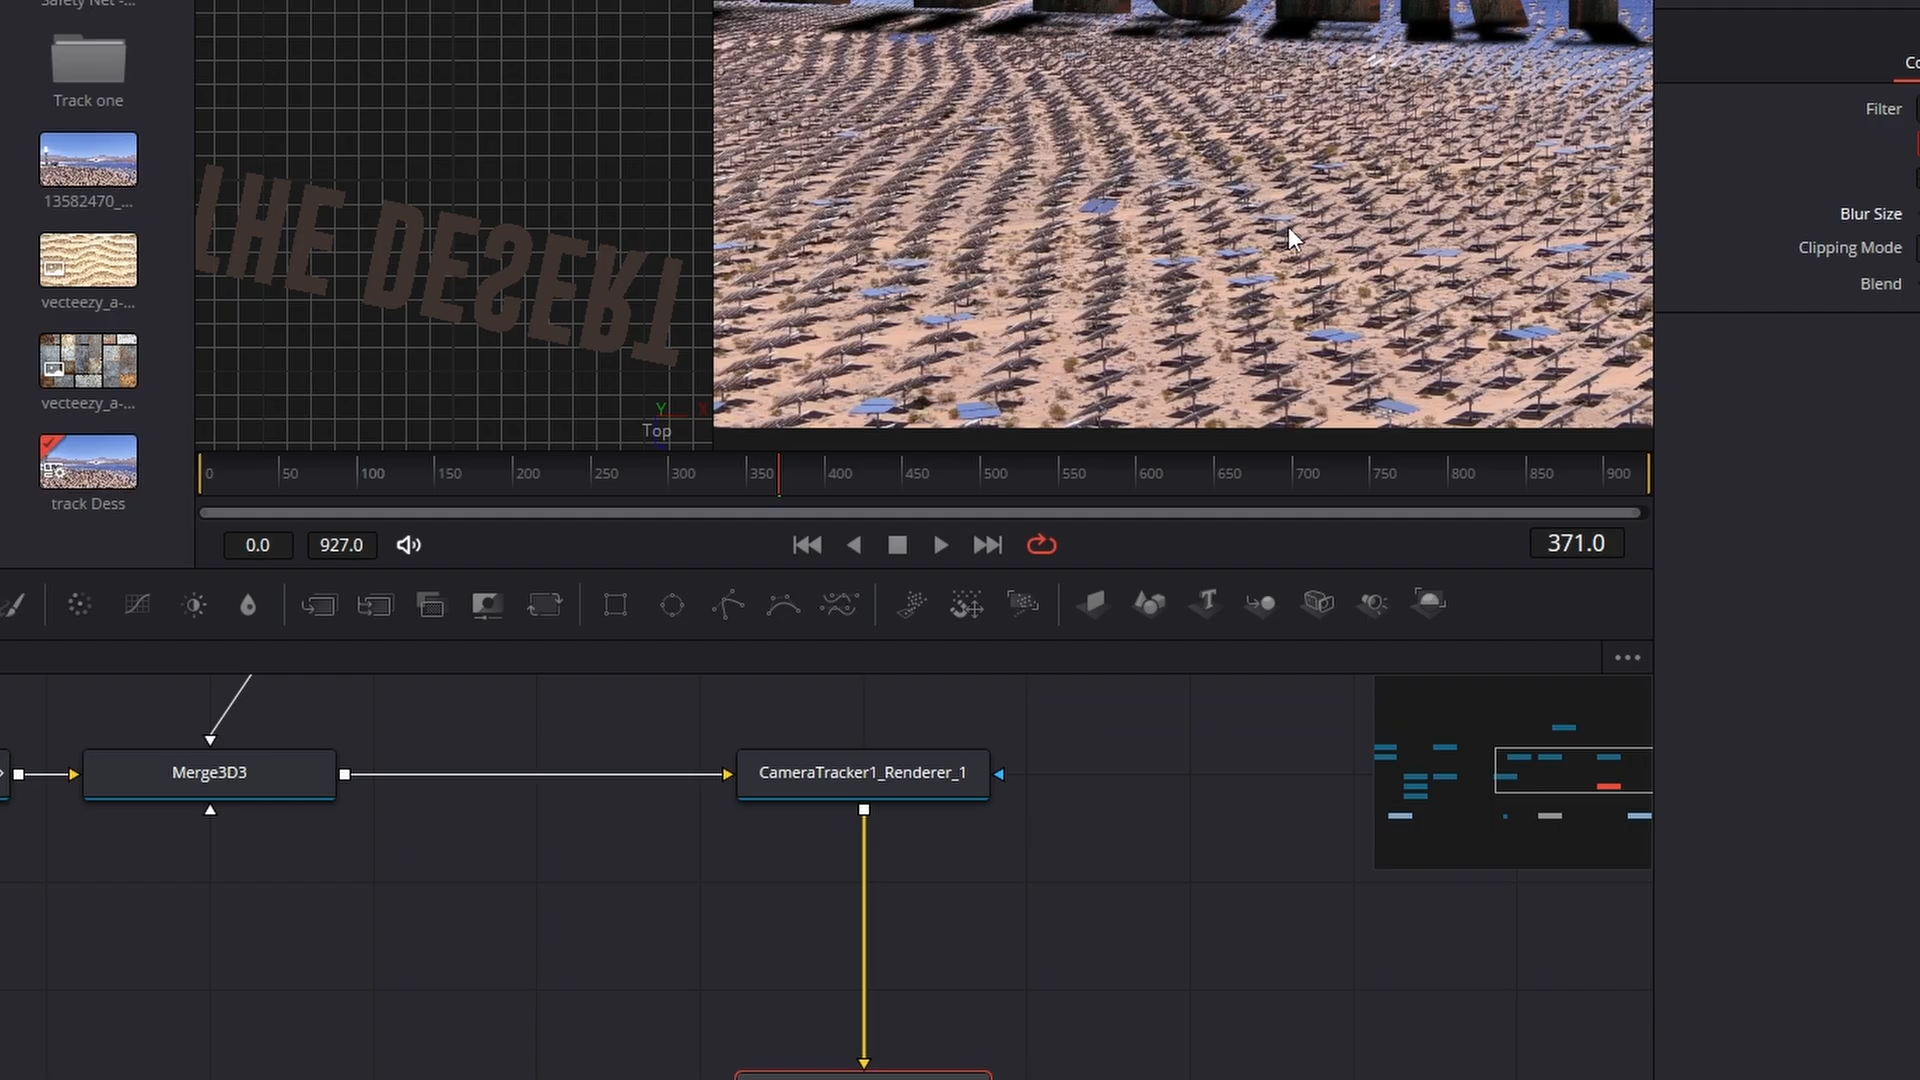 Safety Net -...
Track one
13582470_...
vecteezy_a-...
vecteezy_a-...
track Dess
THE DESERT
Y
X
Top
0 50 100 150 200 250 300 350 400 450 500 550 600 650 700 750 800 850 900
0.0
927.0
371.0
Merge3D3
CameraTracker1_Renderer_1
Filter
Blur Size
Clipping Mode
Blend